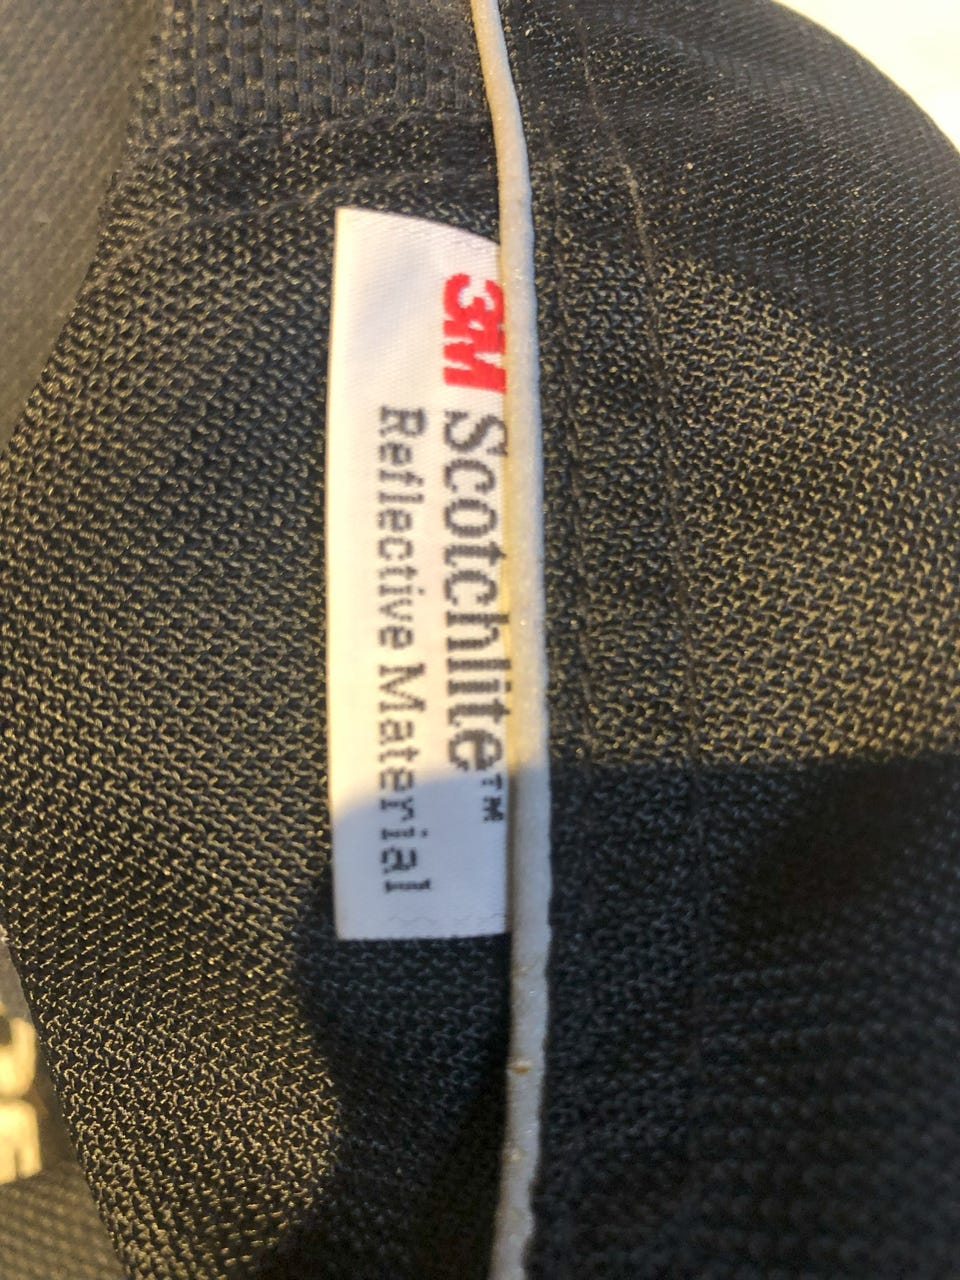 3M Scotchlite™
Reflective Material